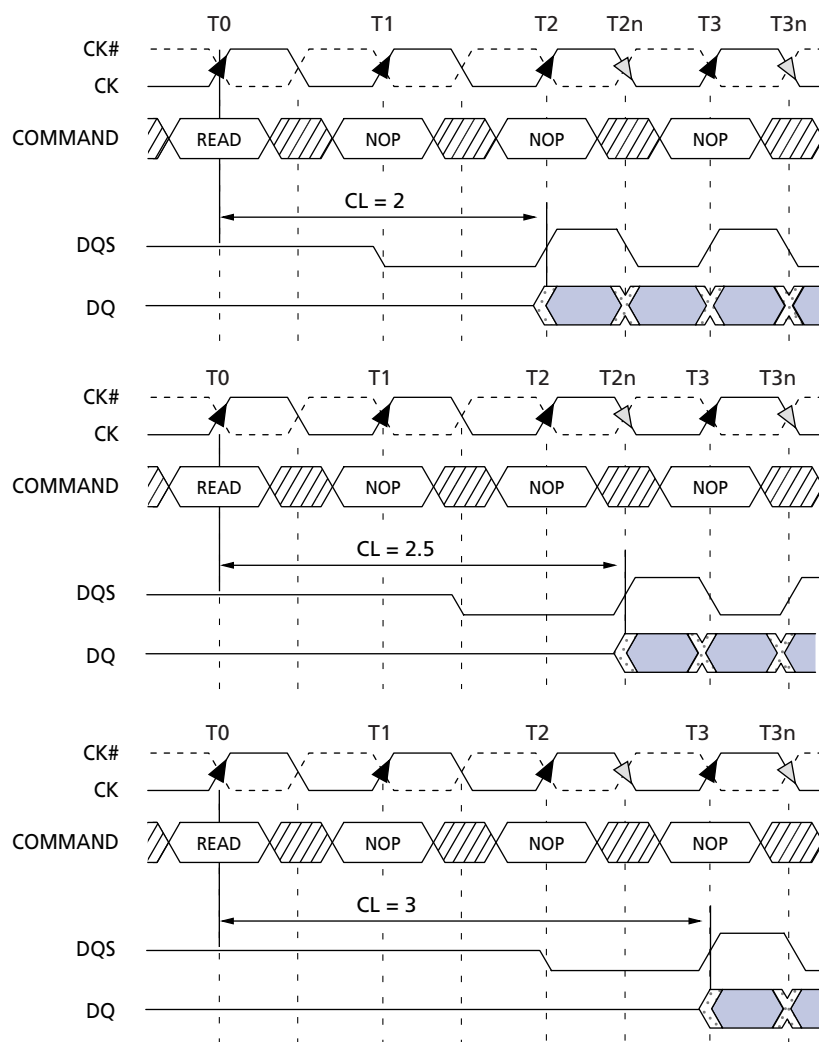 T0 T1 T2 T2n T3 T3n
CK#
CK
COMMAND READ NOP NOP NOP
CL = 2
DQS
DQ
T0 T1 T2 T2n T3 T3n
CK#
CK
COMMAND READ NOP NOP NOP
CL = 2.5
DQS
DQ
T0 T1 T2 T3 T3n
CK#
CK
COMMAND READ NOP NOP NOP
CL = 3
DQS
DQ